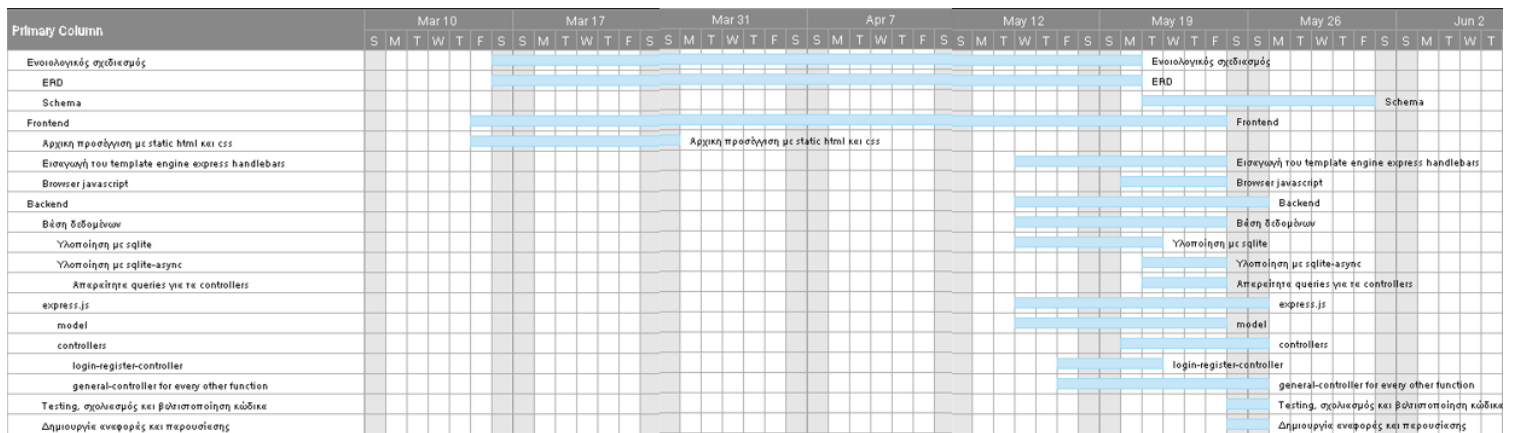 Primary Column
Mar 10 Mar 17 Mar 31 Apr 7 May 12 May 19 May 26 Jun 2
S M T W T F S S M T W T F S S M T W T F S S M T W T F S S M T W T F S S M T W T F S S M T W T F S S M T W T
Ενοιολογικός σχεδιασμός Ενοιολογικός σχεδιασμός
ERD ERD
Schema Schema
Frontend Frontend
Αρχικη προσέγγιση με static html και css Αρχικη προσέγγιση με static html και css
Εισαγωγή του template engine express handlebars Εισαγωγή του template engine express handlebars
Browser javascript Browser javascript
Backend Backend
Βάση δεδομένων Βάση δεδομένων
Υλοποίηση με sqlite Υλοποίηση με sqlite
Υλοποίηση με sqlite-async Υλοποίηση με sqlite-async
Απαραίτητα queries για τα controllers Απαραίτητα queries για τα controllers
express.js express.js
model model
controllers controllers
login-register-controller login-register-controller
general-controller for every other function general-controller for every other function
Testing, σχολιασμός και βελτιστοποίηση κώδικα Testing, σχολιασμός και βελτιστοποίηση κώδικα
Δημιουργία αναφοράς και παρουσίασης Δημιουργία αναφοράς και παρουσίασης